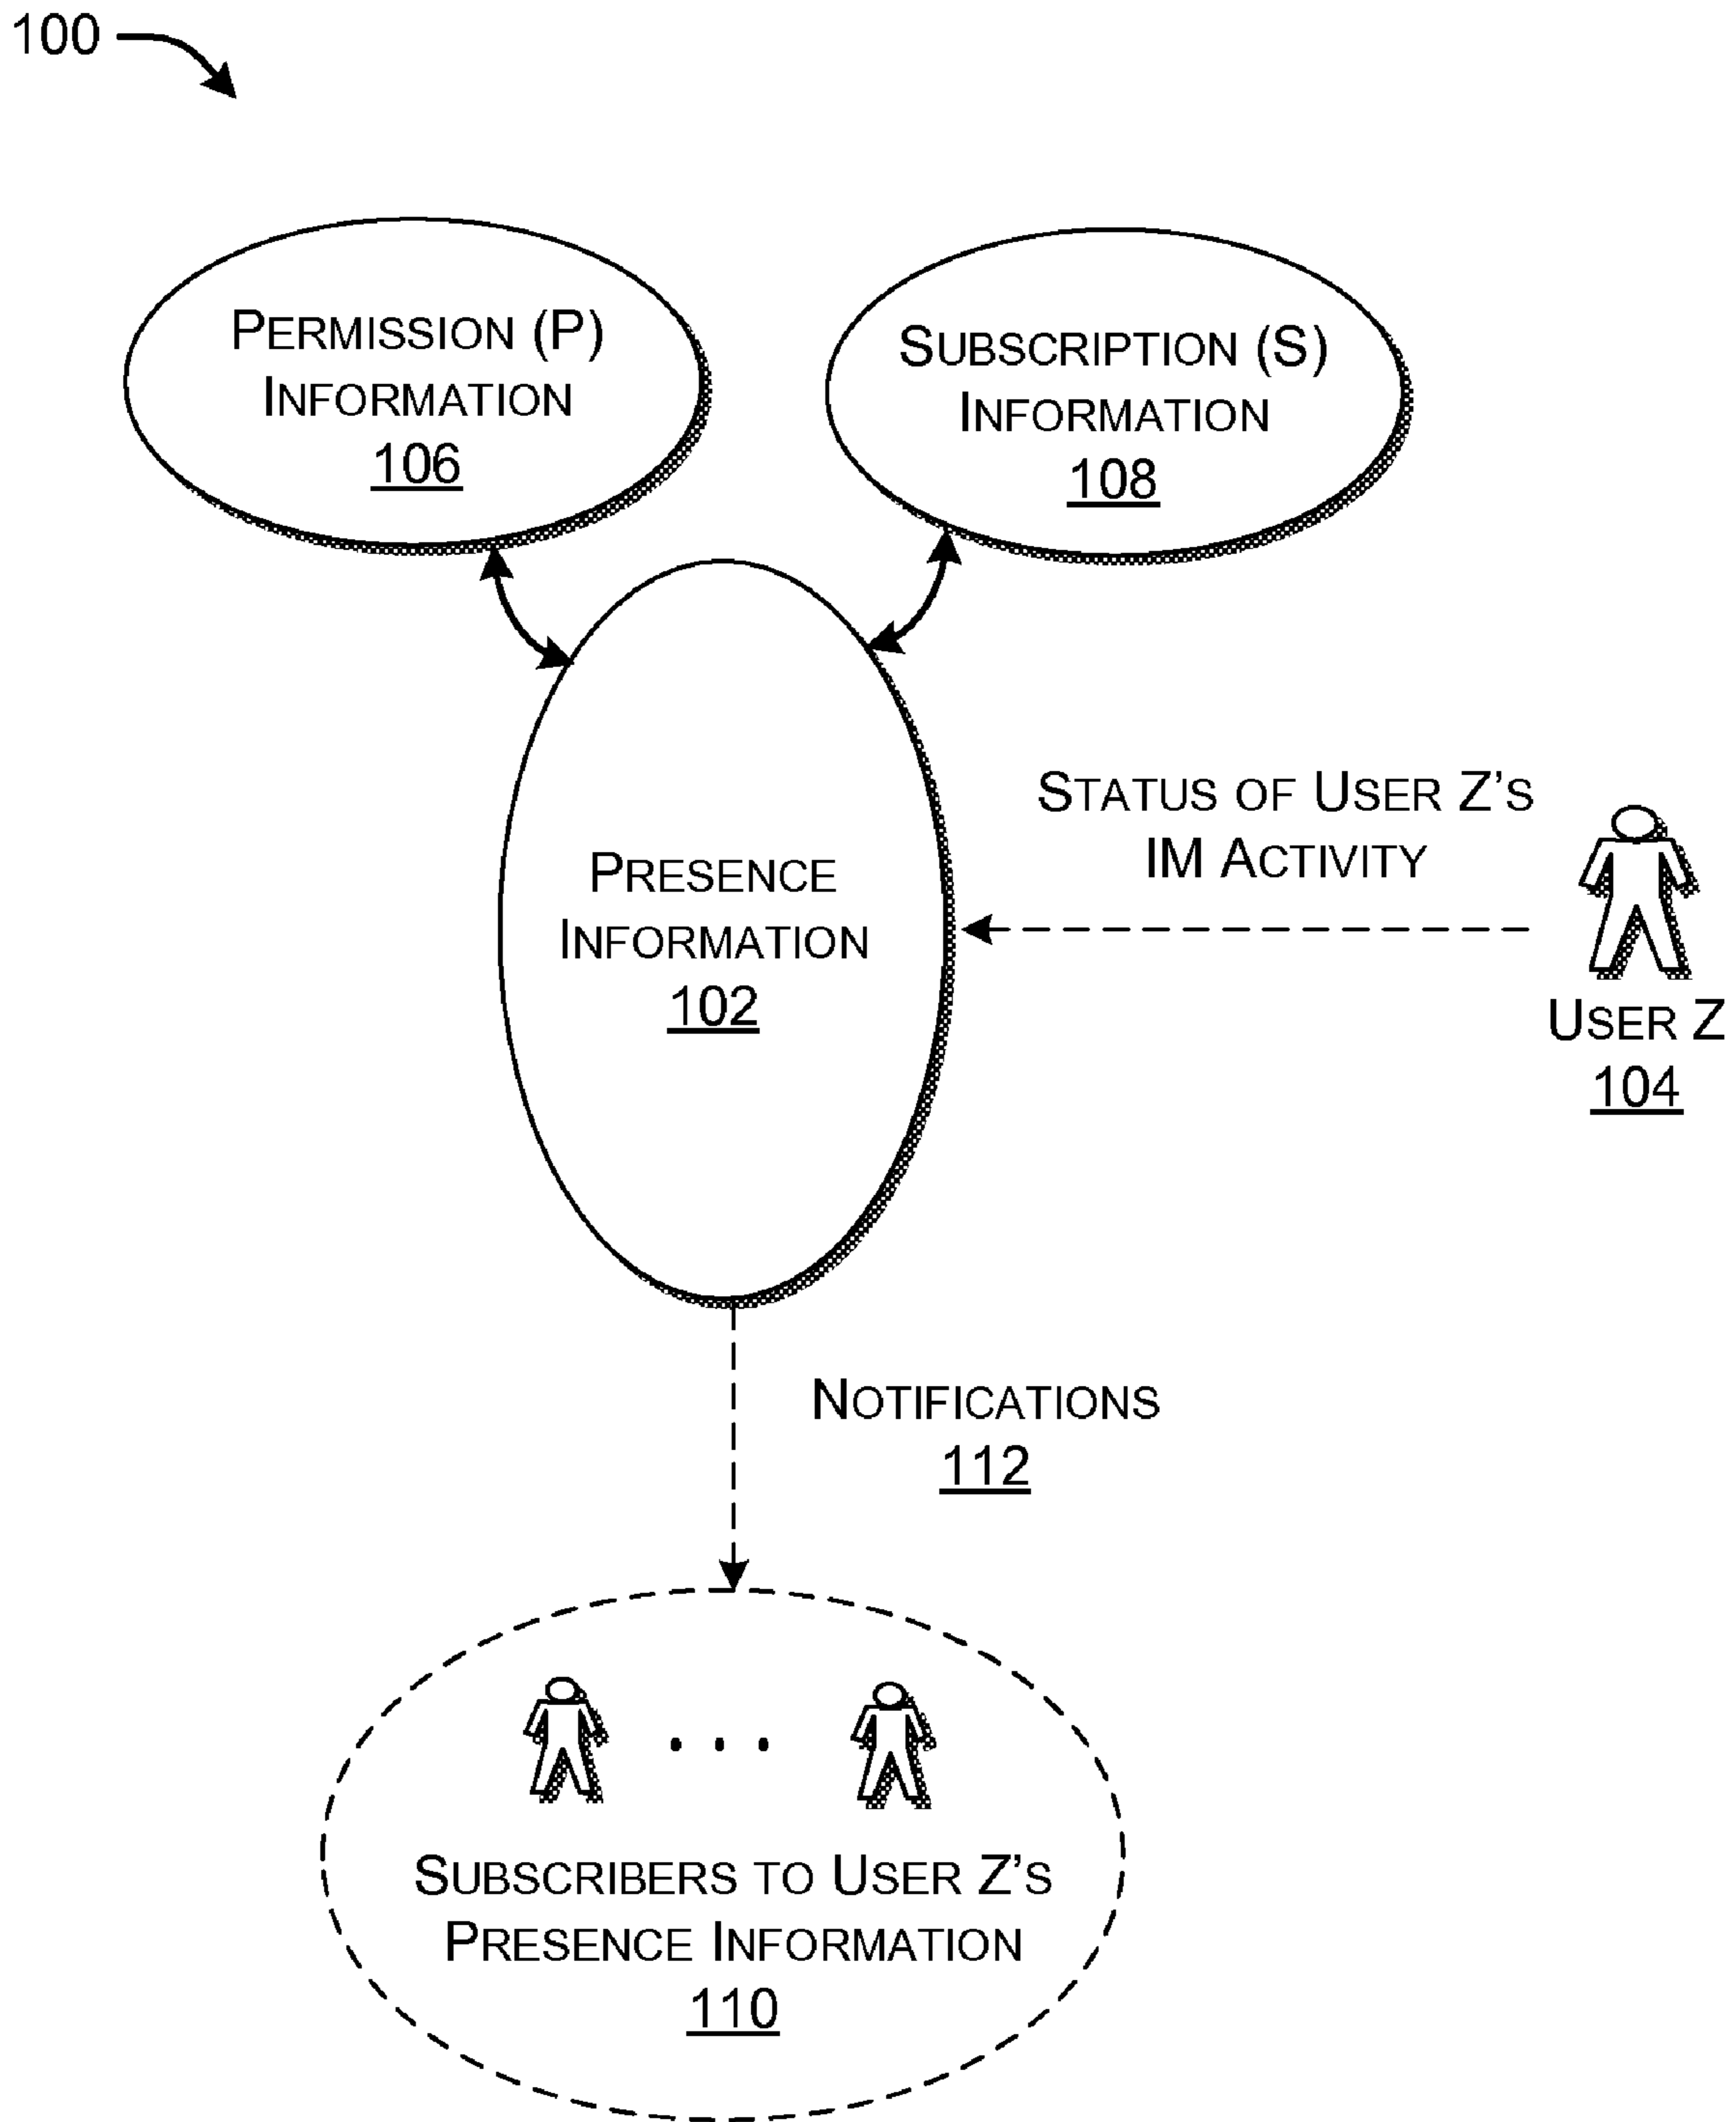 100
PERMISSION (P)
INFORMATION
106
SUBSCRIPTION (S)
INFORMATION
108
STATUS OF USER Z'S
IM ACTIVITY
PRESENCE
INFORMATION
102
USER Z
104
NOTIFICATIONS
112
SUBSCRIBERS TO USER Z'S
PRESENCE INFORMATION
110